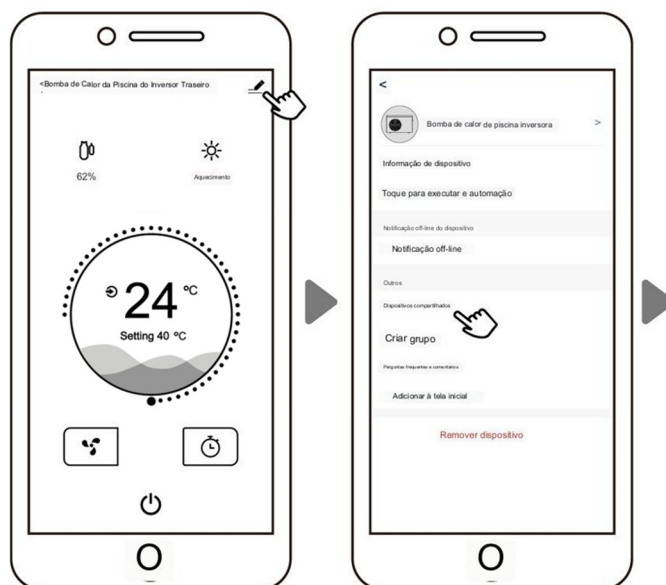 <Bomba de Calor da Piscina do Inversor Traseiro
62%
Aquecimento
24 °C
Setting 40 °C
<
Bomba de calor de piscina inversora >
Informação de dispositivo
Toque para executar e automação
Notificação off-line do dispositivo
Notificação off-line
Outros
Dispositivos compartilhados
Criar grupo
Perguntas frequentes e comentários
Adicionar à tela inicial
Remover dispositivo